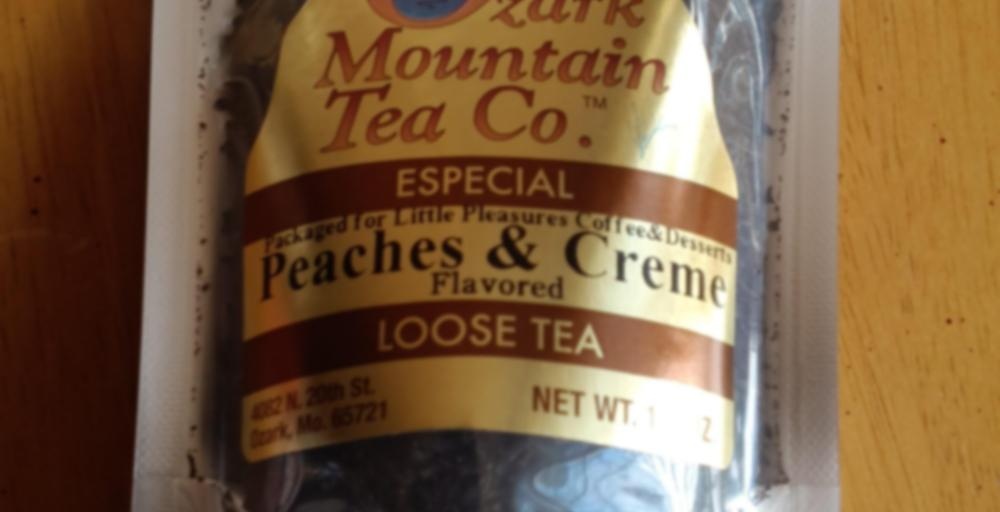 Ozark
Mountain
Tea Co.™
ESPECIAL
Packaged for Little Pleasures Coffee&Desserts
Peaches & Creme
Flavored
LOOSE TEA
4082 N. 20th St.
Ozark, Mo. 65721
NET WT.